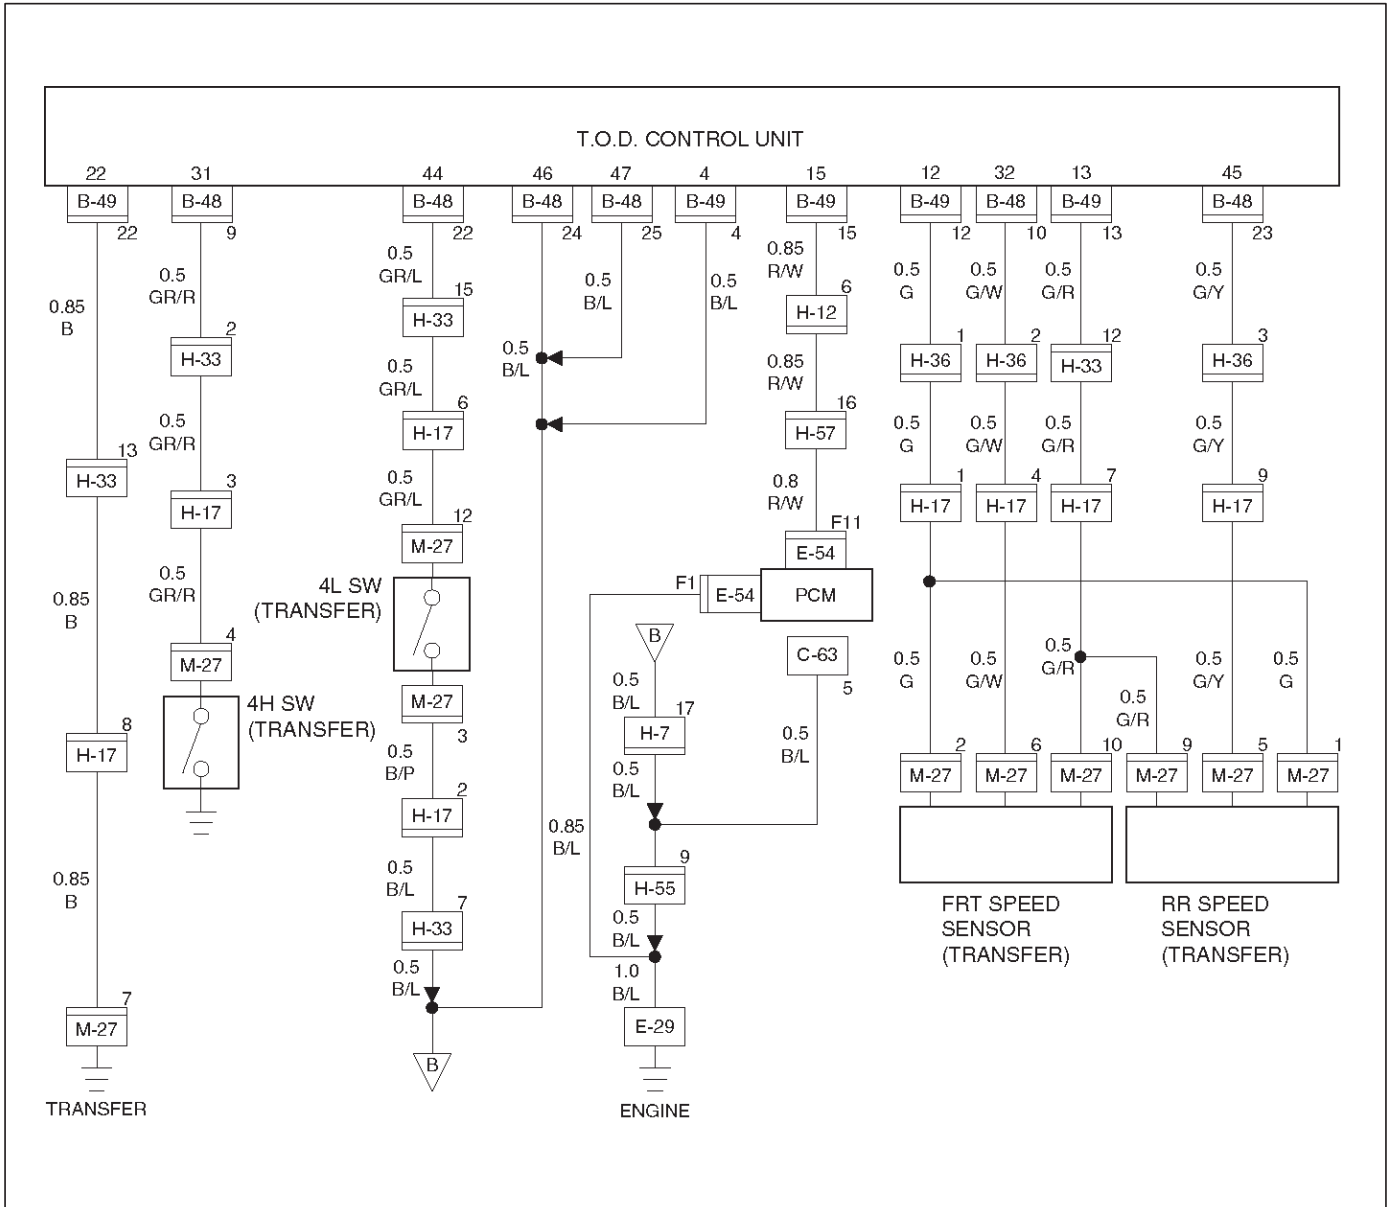 T.O.D. CONTROL UNIT
22 31 44 46 47 4 15 12 32 13 45
B-49 B-48 B-48 B-48 B-48 B-49 B-49 B-49 B-48 B-49 B-48
22 9 22 24 25 4 15 12 10 13 23
0.85 B
0.5 GR/R
0.5 GR/L
0.5 B/L
0.5 B/L
0.85 R/W
0.5 G
0.5 G/W
0.5 G/R
0.5 G/Y
2
H-33
15
H-33
6
H-12
1
H-36
2
H-36
12
H-33
3
H-36
0.5 B/L
0.5 GR/L
0.85 R/W
0.5 GR/R
6
H-17
16
H-57
0.5 G
0.5 G/W
0.5 G/R
0.5 G/Y
13
H-33
3
H-17
0.5 GR/L
0.8 R/W
1
H-17
4
H-17
7
H-17
9
H-17
12
M-27
F11
E-54
0.5 GR/R
0.85 B
4L SW
(TRANSFER)
F1
E-54
PCM
B
C-63
5
4
M-27
4H SW
(TRANSFER)
M-27
3
0.5 B/L
17
H-7
0.5 B/L
0.5 G
0.5 G/W
0.5 G/R
0.5 G/R
0.5 G/Y
0.5 G
8
H-17
0.5 B/P
0.5 B/L
2
M-27
6
M-27
10
M-27
9
M-27
5
M-27
1
M-27
2
H-17
0.85 B/L
9
H-55
0.85 B
0.5 B/L
7
H-33
0.5 B/L
FRT SPEED
SENSOR
(TRANSFER)
RR SPEED
SENSOR
(TRANSFER)
0.5 B/L
1.0 B/L
7
M-27
E-29
B
TRANSFER
ENGINE